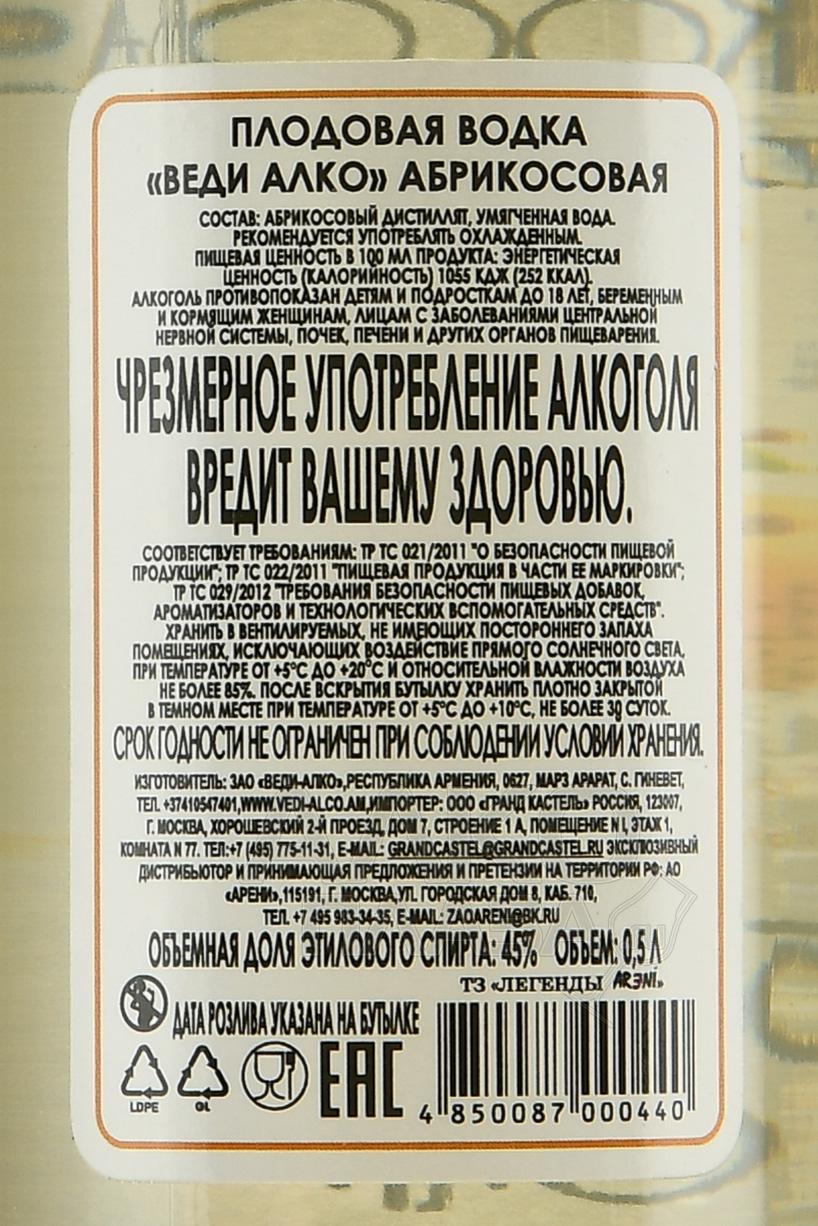 ПЛОДОВАЯ ВОДКА
«ВЕДИ АЛКО» АБРИКОСОВАЯ
СОСТАВ: АБРИКОСОВЫЙ ДИСТИЛЛЯТ, УМЯГЧЕННАЯ ВОДА.
РЕКОМЕНДУЕТСЯ УПОТРЕБЛЯТЬ ОХЛАЖДЕННЫМ.
ПИЩЕВАЯ ЦЕННОСТЬ В 100 МЛ ПРОДУКТА: ЭНЕРГЕТИЧЕСКАЯ
ЦЕННОСТЬ (КАЛОРИЙНОСТЬ) 1055 КДЖ (252 ККАЛ).
АЛКОГОЛЬ ПРОТИВОПОКАЗАН ДЕТЯМ И ПОДРОСТКАМ ДО 18 ЛЕТ, БЕРЕМЕННЫМ
И КОРМЯЩИМ ЖЕНЩИНАМ, ЛИЦАМ С ЗАБОЛЕВАНИЯМИ ЦЕНТРАЛЬНОЙ
НЕРВНОЙ СИСТЕМЫ, ПОЧЕК, ПЕЧЕНИ И ДРУГИХ ОРГАНОВ ПИЩЕВАРЕНИЯ.
ЧРЕЗМЕРНОЕ УПОТРЕБЛЕНИЕ АЛКОГОЛЯ
ВРЕДИТ ВАШЕМУ ЗДОРОВЬЮ.
СООТВЕТСТВУЕТ ТРЕБОВАНИЯМ: ТР ТС 021/2011 "О БЕЗОПАСНОСТИ ПИЩЕВОЙ
ПРОДУКЦИИ"; ТР ТС 022/2011 "ПИЩЕВАЯ ПРОДУКЦИЯ В ЧАСТИ ЕЕ МАРКИРОВКИ";
ТР ТС 029/2012 "ТРЕБОВАНИЯ БЕЗОПАСНОСТИ ПИЩЕВЫХ ДОБАВОК,
АРОМАТИЗАТОРОВ И ТЕХНОЛОГИЧЕСКИХ ВСПОМОГАТЕЛЬНЫХ СРЕДСТВ".
ХРАНИТЬ В ВЕНТИЛИРУЕМЫХ, НЕ ИМЕЮЩИХ ПОСТОРОННЕГО ЗАПАХА
ПОМЕЩЕНИЯХ, ИСКЛЮЧАЮЩИХ ВОЗДЕЙСТВИЕ ПРЯМОГО СОЛНЕЧНОГО СВЕТА,
ПРИ ТЕМПЕРАТУРЕ ОТ +5°С ДО +20°С И ОТНОСИТЕЛЬНОЙ ВЛАЖНОСТИ ВОЗДУХА
НЕ БОЛЕЕ 85%. ПОСЛЕ ВСКРЫТИЯ БУТЫЛКУ ХРАНИТЬ ПЛОТНО ЗАКРЫТОЙ
В ТЕМНОМ МЕСТЕ ПРИ ТЕМПЕРАТУРЕ ОТ +5°С ДО +10°С, НЕ БОЛЕЕ 30 СУТОК.
СРОК ГОДНОСТИ НЕ ОГРАНИЧЕН ПРИ СОБЛЮДЕНИИ УСЛОВИЙ ХРАНЕНИЯ.
ИЗГОТОВИТЕЛЬ: ЗАО «ВЕДИ-АЛКО»,РЕСПУБЛИКА АРМЕНИЯ, 0627, МАРЗ АРАРАТ, С. ГИНЕВЕТ,
ТЕЛ. +37410547401,WWW.VEDI-ALCO.AM,ИМПОРТЕР: ООО «ГРАНД КАСТЕЛЬ» РОССИЯ, 123007,
Г. МОСКВА, ХОРОШЕВСКИЙ 2-Й ПРОЕЗД, ДОМ 7, СТРОЕНИЕ 1 А, ПОМЕЩЕНИЕ N I, ЭТАЖ 1,
КОМНАТА N 77. ТЕЛ:+7 (495) 775-11-31, E-MAIL: GRANDCASTEL@GRANDCASTEL.RU ЭКСКЛЮЗИВНЫЙ
ДИСТРИБЬЮТОР И ПРИНИМАЮЩАЯ ПРЕДЛОЖЕНИЯ И ПРЕТЕНЗИИ НА ТЕРРИТОРИИ РФ: АО
«АРЕНИ»,115191, Г. МОСКВА,УЛ. ГОРОДСКАЯ ДОМ 8, КАБ. 710,
ТЕЛ. +7 495 983-34-35, E-MAIL: ZAOARENI@BK.RU
ОБЪЕМНАЯ ДОЛЯ ЭТИЛОВОГО СПИРТА: 45% ОБЪЕМ: 0,5 Л
ТЗ «ЛЕГЕНДЫ ARENI»
ДАТА РОЗЛИВА УКАЗАНА НА БУТЫЛКЕ
LDPE GL EAC
4 850087 000440